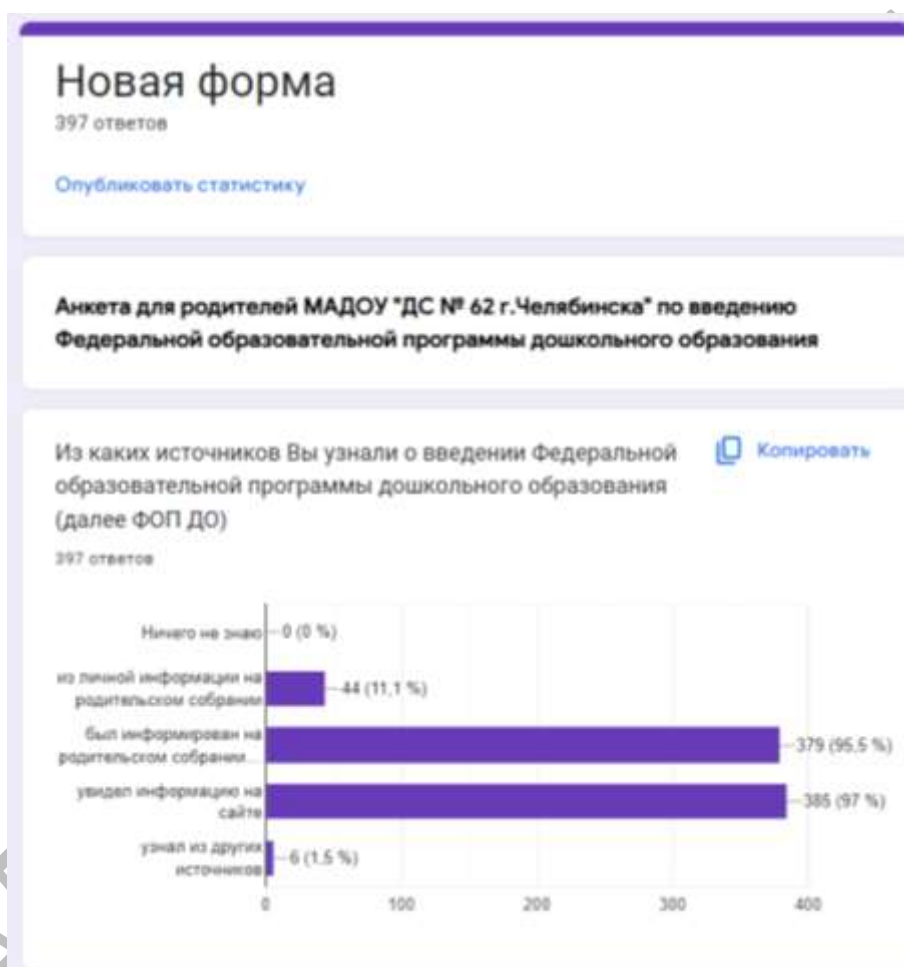 Новая форма
397 ответов
Опубликовать статистику
Анкета для родителей МАДОУ "ДС № 62 г.Челябинска" по введению
Федеральной образовательной программы дошкольного образования
Из каких источников Вы узнали о введении Федеральной
образовательной программы дошкольного образования
(далее ФОП ДО)
Копировать
397 ответов
Ничего не знаю
0 (0 %)
из личной информации на
родительском собрании
44 (11,1 %)
был информирован на
родительском собрании...
379 (95,5 %)
увидел информацию на
сайте
385 (97 %)
узнал из других
источников
6 (1,5 %)
0 100 200 300 400